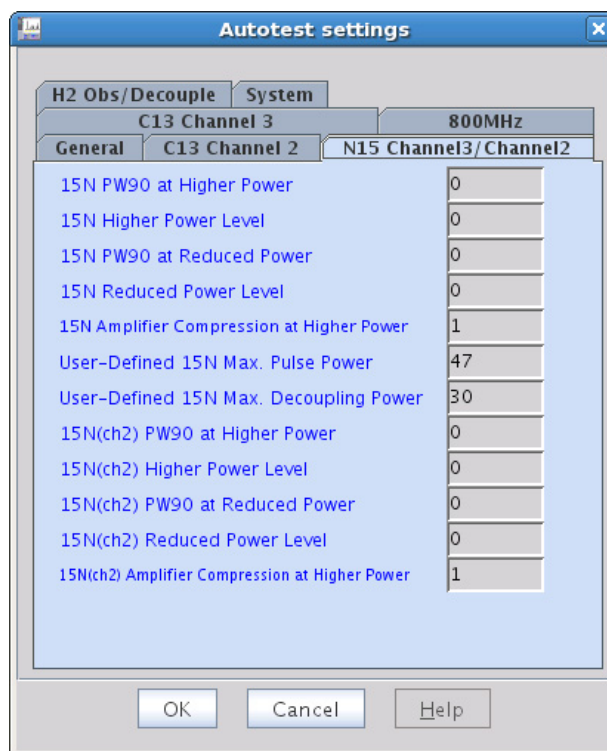 Autotest settings
H2 Obs/Decouple System
C13 Channel 3 800MHz
General C13 Channel 2 N15 Channel3/Channel2
15N PW90 at Higher Power 0
15N Higher Power Level 0
15N PW90 at Reduced Power 0
15N Reduced Power Level 0
15N Amplifier Compression at Higher Power 1
User-Defined 15N Max. Pulse Power 47
User-Defined 15N Max. Decoupling Power 30
15N(ch2) PW90 at Higher Power 0
15N(ch2) Higher Power Level 0
15N(ch2) PW90 at Reduced Power 0
15N(ch2) Reduced Power Level 0
15N(ch2) Amplifier Compression at Higher Power 1
OK Cancel Help